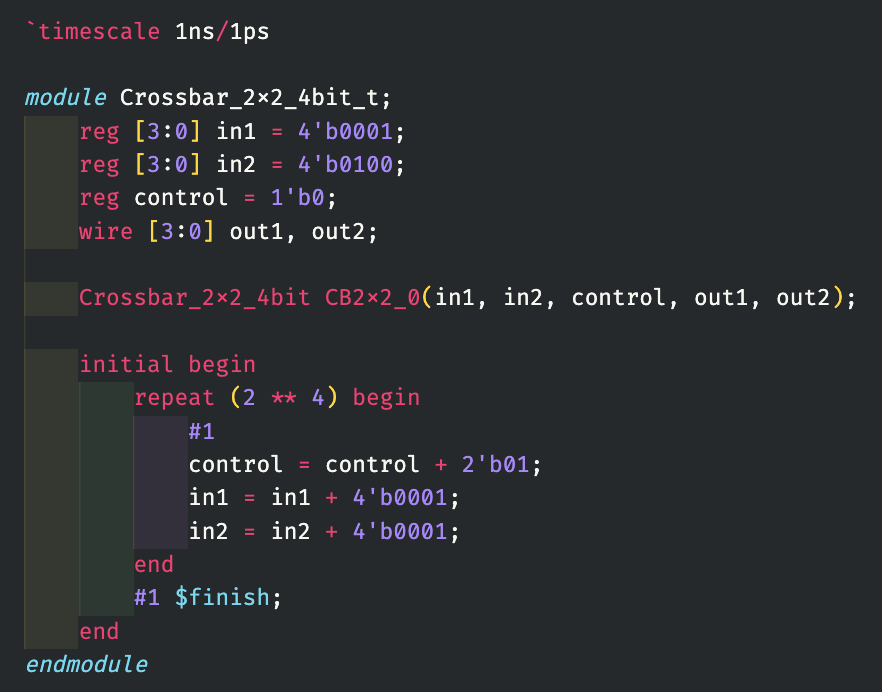 `timescale 1ns/1ps

module Crossbar_2x2_4bit_t;
    reg [3:0] in1 = 4'b0001;
    reg [3:0] in2 = 4'b0100;
    reg control = 1'b0;
    wire [3:0] out1, out2;

    Crossbar_2x2_4bit CB2x2_0(in1, in2, control, out1, out2);

    initial begin
        repeat (2 ** 4) begin
            #1
            control = control + 2'b01;
            in1 = in1 + 4'b0001;
            in2 = in2 + 4'b0001;
        end
        #1 $finish;
    end
endmodule